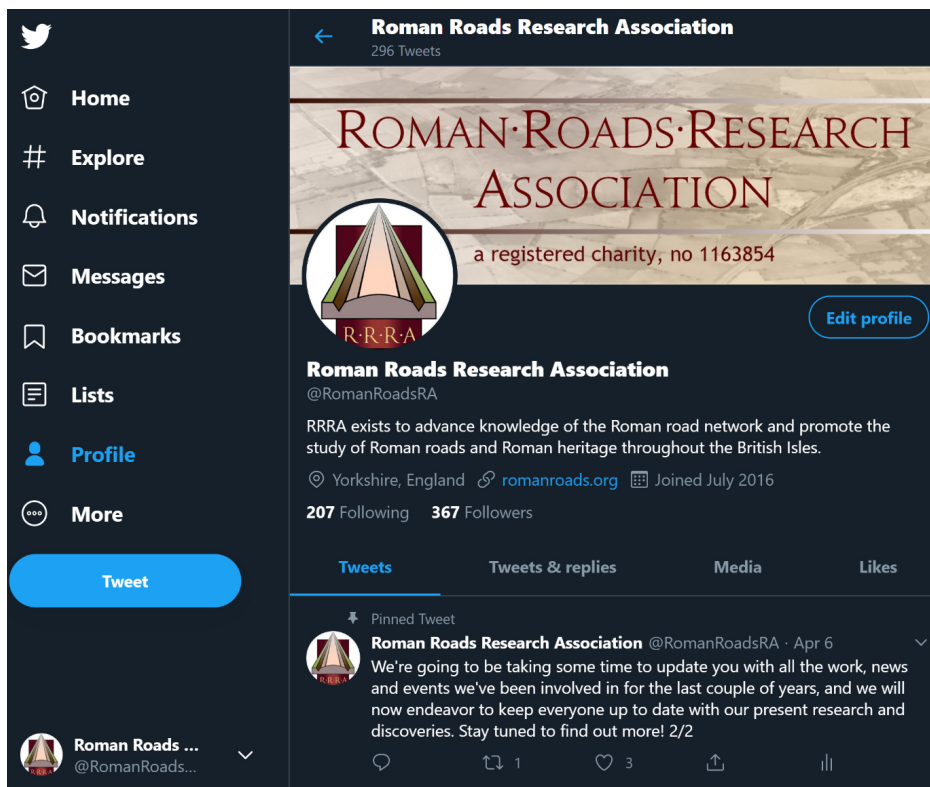 Home
Explore
Notifications
Messages
Bookmarks
Lists
Profile
More
Tweet
Roman Roads ...
@RomanRoads...
Roman Roads Research Association
296 Tweets
ROMAN·ROADS·RESEARCH
ASSOCIATION
a registered charity, no 1163854
R·R·R·A
Edit profile
Roman Roads Research Association
@RomanRoadsRA
RRRA exists to advance knowledge of the Roman road network and promote the
study of Roman roads and Roman heritage throughout the British Isles.
Yorkshire, England romanroads.org Joined July 2016
207 Following 367 Followers
Tweets Tweets & replies Media Likes
Pinned Tweet
Roman Roads Research Association @RomanRoadsRA · Apr 6
We're going to be taking some time to update you with all the work, news
and events we've been involved in for the last couple of years, and we will
now endeavor to keep everyone up to date with our present research and
discoveries. Stay tuned to find out more! 2/2
R·R·R·A
1 3
R·R·R·A